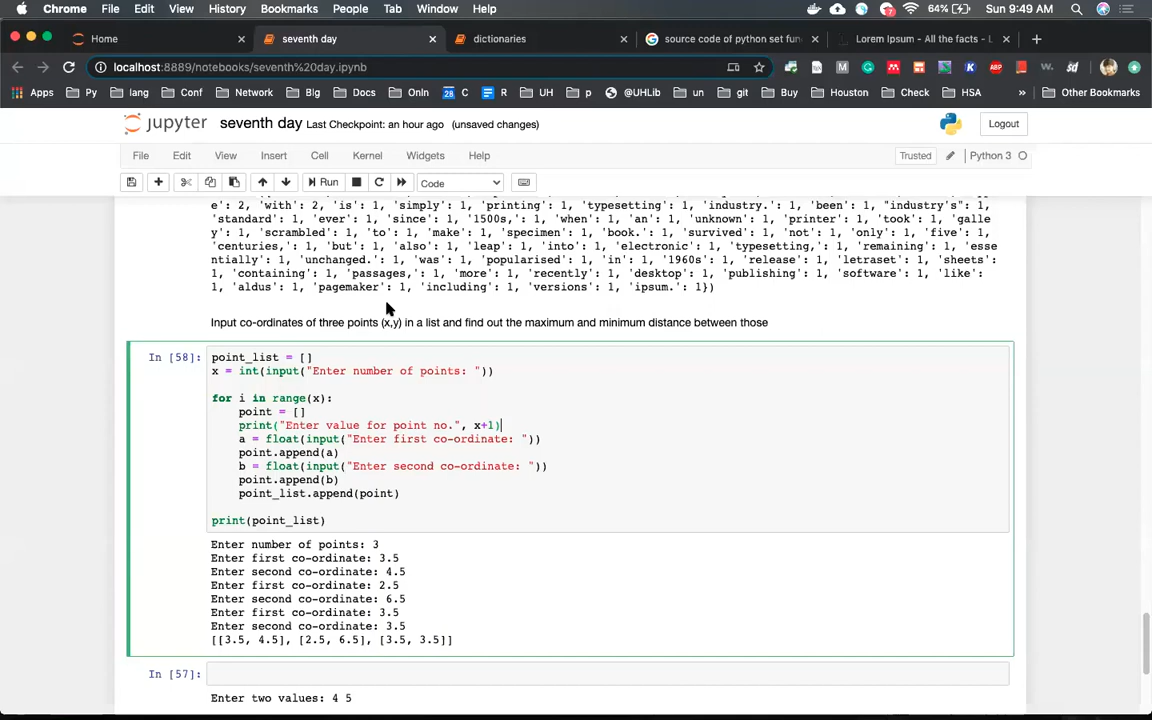 Chrome File Edit View History Bookmarks People Tab Window Help 64% Sun 9:49 AM
Home seventh day dictionaries source code of python set fun Lorem Ipsum - All the facts - L
localhost:8889/notebooks/seventh%20day.ipynb
Apps Py lang Conf Network Blg Docs OnIn 28 C R UH p @UHLib un git Buy Houston Check HSA » Other Bookmarks
jupyter seventh day Last Checkpoint: an hour ago (unsaved changes) Logout
File Edit View Insert Cell Kernel Widgets Help Trusted Python 3
Run Code
e': 2, 'with': 2, 'is': 1, 'simply': 1, 'printing': 1, 'typesetting': 1, 'industry.': 1, 'been': 1, "industry's": 1,
'standard': 1, 'ever': 1, 'since': 1, '1500s,': 1, 'when': 1, 'an': 1, 'unknown': 1, 'printer': 1, 'took': 1, 'galle
y': 1, 'scrambled': 1, 'to': 1, 'make': 1, 'specimen': 1, 'book.': 1, 'survived': 1, 'not': 1, 'only': 1, 'five': 1,
'centuries,': 1, 'but': 1, 'also': 1, 'leap': 1, 'into': 1, 'electronic': 1, 'typesetting,': 1, 'remaining': 1, 'esse
ntially': 1, 'unchanged.': 1, 'was': 1, 'popularised': 1, 'in': 1, '1960s': 1, 'release': 1, 'letraset': 1, 'sheets':
1, 'containing': 1, 'passages,': 1, 'more': 1, 'recently': 1, 'desktop': 1, 'publishing': 1, 'software': 1, 'like':
1, 'aldus': 1, 'pagemaker': 1, 'including': 1, 'versions': 1, 'ipsum.': 1})
Input co-ordinates of three points (x,y) in a list and find out the maximum and minimum distance between those
In [58]: point_list = []
x = int(input("Enter number of points: "))
for i in range(x):
point = []
print("Enter value for point no.", x+1)
a = float(input("Enter first co-ordinate: "))
point.append(a)
b = float(input("Enter second co-ordinate: "))
point.append(b)
point_list.append(point)
print(point_list)
Enter number of points: 3
Enter first co-ordinate: 3.5
Enter second co-ordinate: 4.5
Enter first co-ordinate: 2.5
Enter second co-ordinate: 6.5
Enter first co-ordinate: 3.5
Enter second co-ordinate: 3.5
[[3.5, 4.5], [2.5, 6.5], [3.5, 3.5]]
In [57]:
Enter two values: 4 5